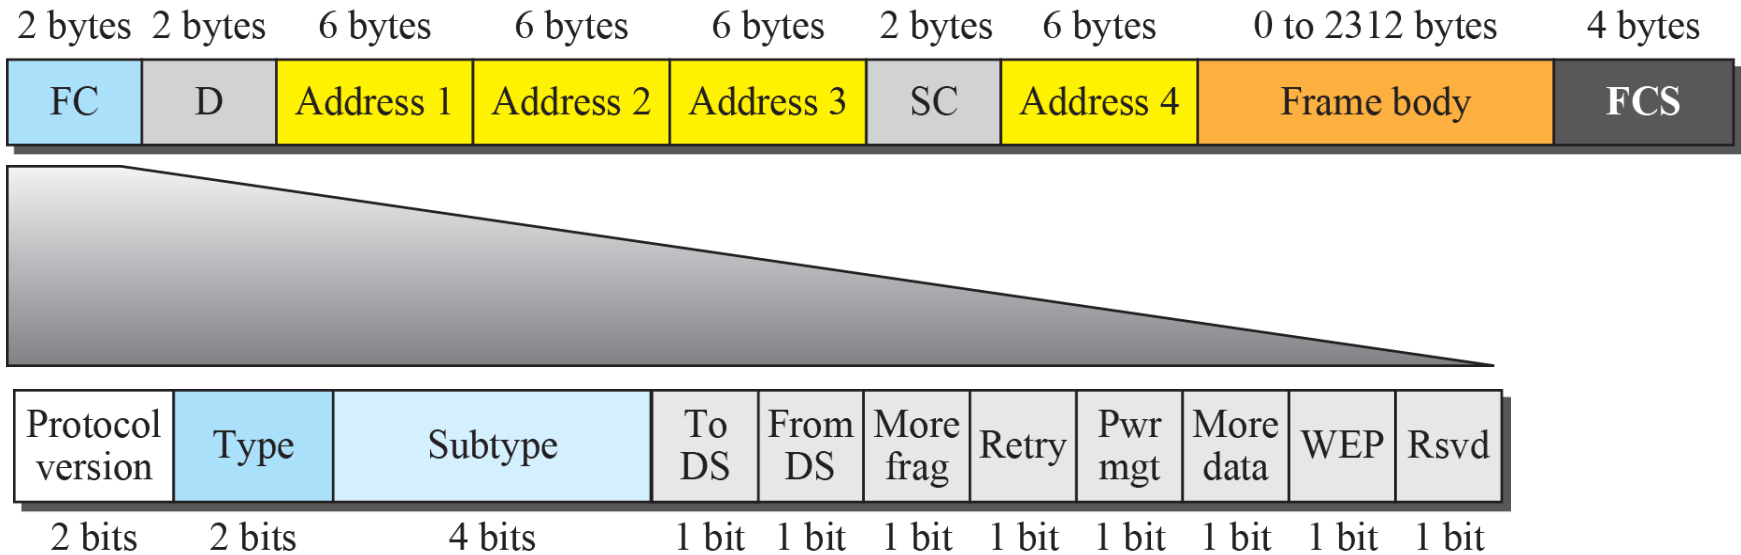 2 bytes 2 bytes 6 bytes 6 bytes 6 bytes 2 bytes 6 bytes 0 to 2312 bytes 4 bytes
FC D Address 1 Address 2 Address 3 SC Address 4 Frame body FCS
Protocol version Type Subtype To DS From DS More frag Retry Pwr mgt More data WEP Rsvd
2 bits 2 bits 4 bits 1 bit 1 bit 1 bit 1 bit 1 bit 1 bit 1 bit 1 bit